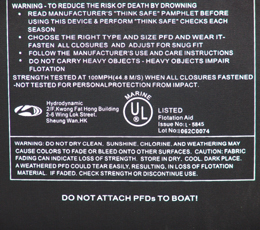 WARNING- TO REDUCE THE RISK OF DEATH BY DROWNING
• READ MANUFACTURER'S "THINK SAFE" PAMPHLET BEFORE
USING THIS DEVICE & PERFORM "THINK SAFE" CHECKS EACH
SEASON
• CHOOSE THE RIGHT TYPE AND SIZE PFD AND WEAR IT-
FASTEN ALL CLOSURES AND ADJUST FOR SNUG FIT
• FOLLOW THE MANUFACTURER'S USE AND CARE INSTRUCTIONS
• DO NOT CARRY HEAVY OBJECTS - HEAVY OBJECTS IMPAIR
FLOTATION
STRENGTH TESTED AT 100MPH(44.8 M/S) WHEN ALL CLOSURES FASTENED
-NOT TESTED FOR PERSONAL PROTECTION FROM IMPACT.
MARINE
UL
LISTED
Hydrodynamic
2/F.Kwong Fat Hong Building
2-6 Wing Lok Street,
Sheung Wan,HK
Flotation Aid
Issue No:L-5845
Lot No:1062C0074
WARNING: DO NOT DRY CLEAN. SUNSHINE, CHLORINE, AND WEATHERING MAY
CAUSE COLORS TO FADE OR BLEED ONTO OTHER SURFACES. CAUTION: FABRIC
FADING CAN INDICATE LOSS OF STRENGTH. STORE IN DRY, COOL, DARK PLACE.
A WEATHERED PFD COULD TEAR EASILY, RESULTING, IN LOSS OF FLOTATION
MATERIAL. IF FADED, CHECK STRENGTH OR DISCONTINUE USE.
DO NOT ATTACH PFDs TO BOAT!